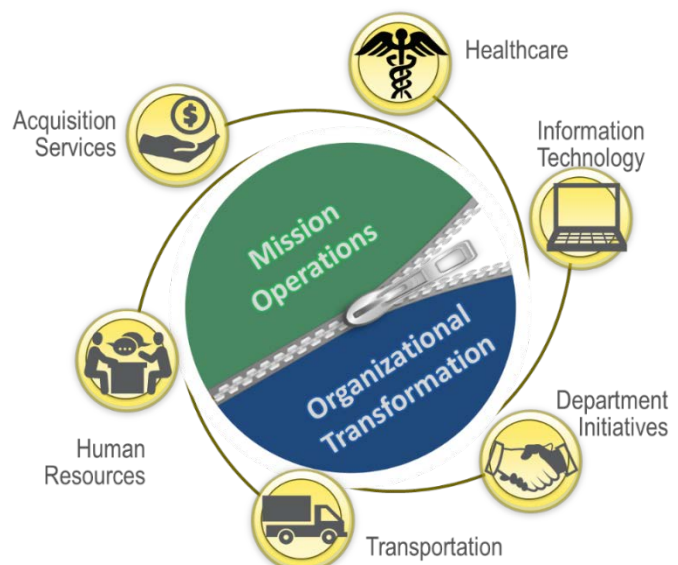 Healthcare
Acquisition
Services
Information
Technology
Mission
Operations
Organizational
Transformation
Department
Initiatives
Human
Resources
Transportation
$